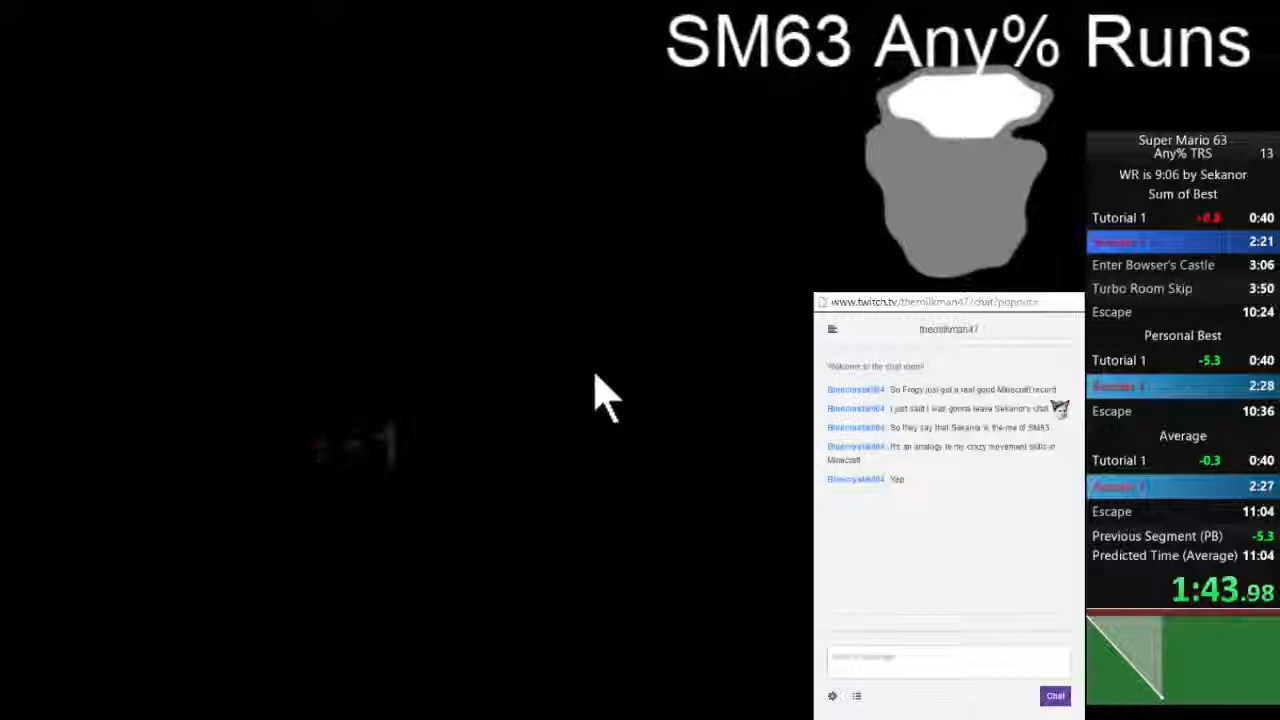 SM63 Any% Runs
Super Mario 63
Any% TRS 13
WR is 9:06 by Sekanor
Sum of Best
Tutorial 1 +0.8 0:40
2:21
Enter Bowser's Castle 3:06
Turbo Room Skip 3:50
Escape 10:24
Personal Best
Tutorial 1 -5.3 0:40
2:28
Escape 10:36
Average
Tutorial 1 -0.3 0:40
2:27
Escape 11:04
Previous Segment (PB) -5.3
Predicted Time (Average) 11:04
1:43.98
www.twitch.tv/themilkman47/chat?popout=
themilkman47
Welcome to the chat room!
So Frogy just got a real good Minecraft record
I just said I was gonna leave Sekanor's chat
So they say that Sekanor is the me of SM63
It's an analogy to my crazy movement skills in
Minecraft
Yep
Chat